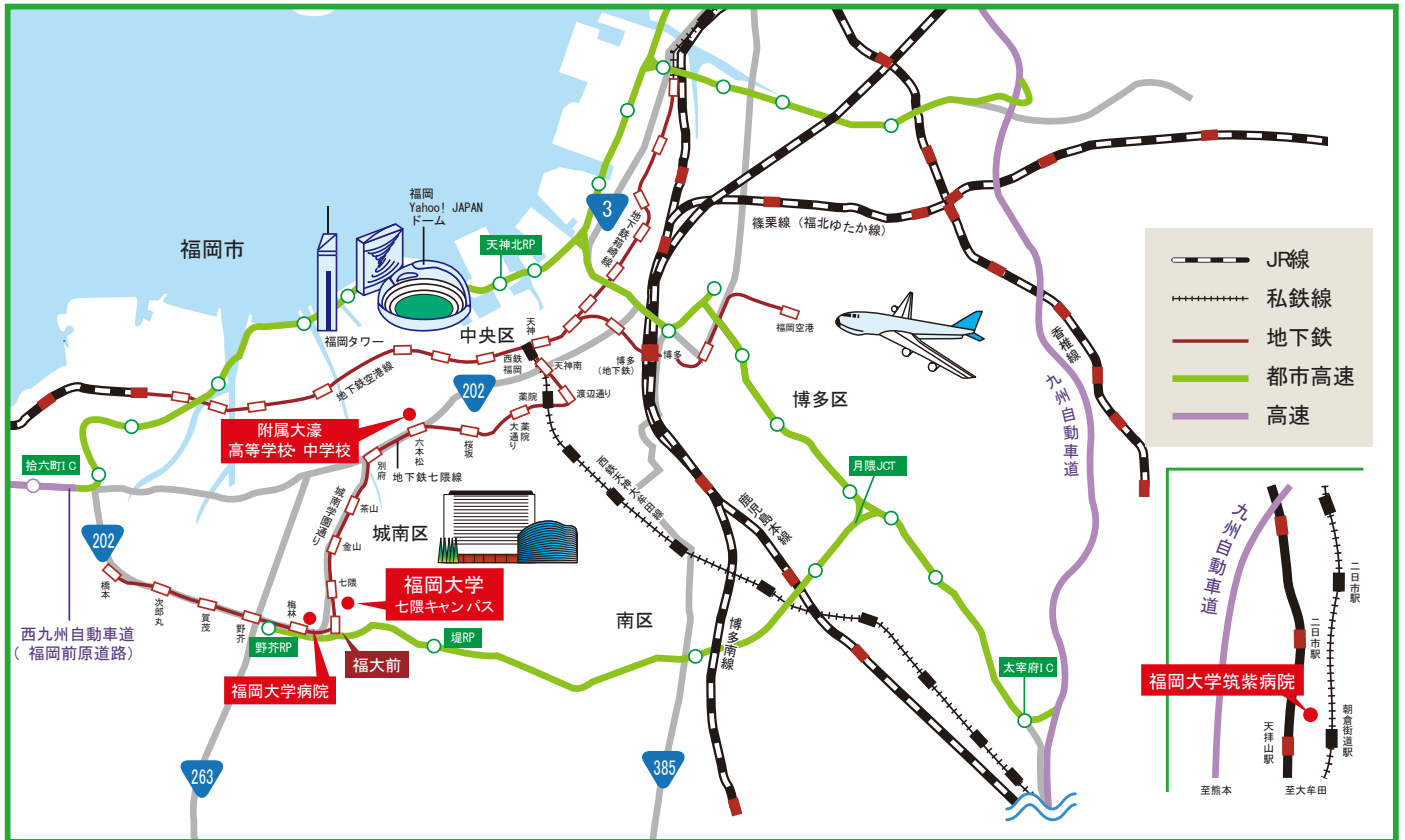 福岡
Yahoo! JAPAN
ドーム
3
地下鉄箱崎線
篠栗線（福北ゆたか線）
福岡市
天神北RP
JR線
私鉄線
地下鉄
都市高速
高速
福岡タワー
中央区
天神
西鉄
福岡
天神南
博多
（地下鉄）
博多
福岡空港
香椎線
九州自動車道
地下鉄空港線
202
薬院
渡辺通り
博多区
附属大濠
高等学校・中学校
六本松
桜坂
薬院
大通り
別府
地下鉄七隈線
拾六町IC
西鉄天神大牟田線
月隈JCT
鹿児島本線
城南学園通り
茶山
城南区
金山
202
橋本
次郎丸
賀茂
野芥
梅林
七隈
福岡大学
七隈キャンパス
南区
西九州自動車道
（ 福岡前原道路）
野芥RP
堤RP
福大前
福岡大学病院
博多南線
太宰府IC
263
385
九州自動車道
二日市駅
二日市駅
福岡大学筑紫病院
朝倉街道駅
天拝山駅
至熊本
至大牟田